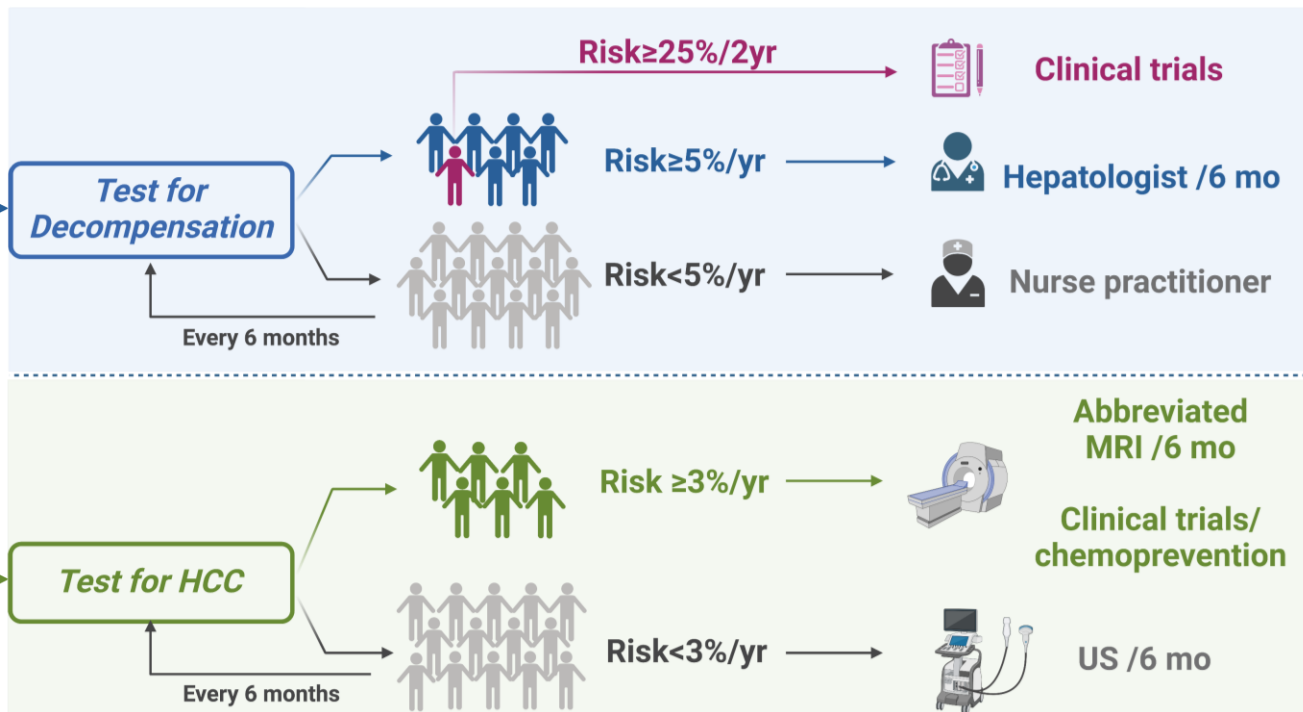 Risk≥25%/2yr
Clinical trials
Test for
Decompensation
Risk≥5%/yr
Hepatologist /6 mo
Risk<5%/yr
Nurse practitioner
Every 6 months
Abbreviated
MRI /6 mo
Risk ≥3%/yr
Clinical trials/
chemoprevention
Test for HCC
Risk<3%/yr
US /6 mo
Every 6 months